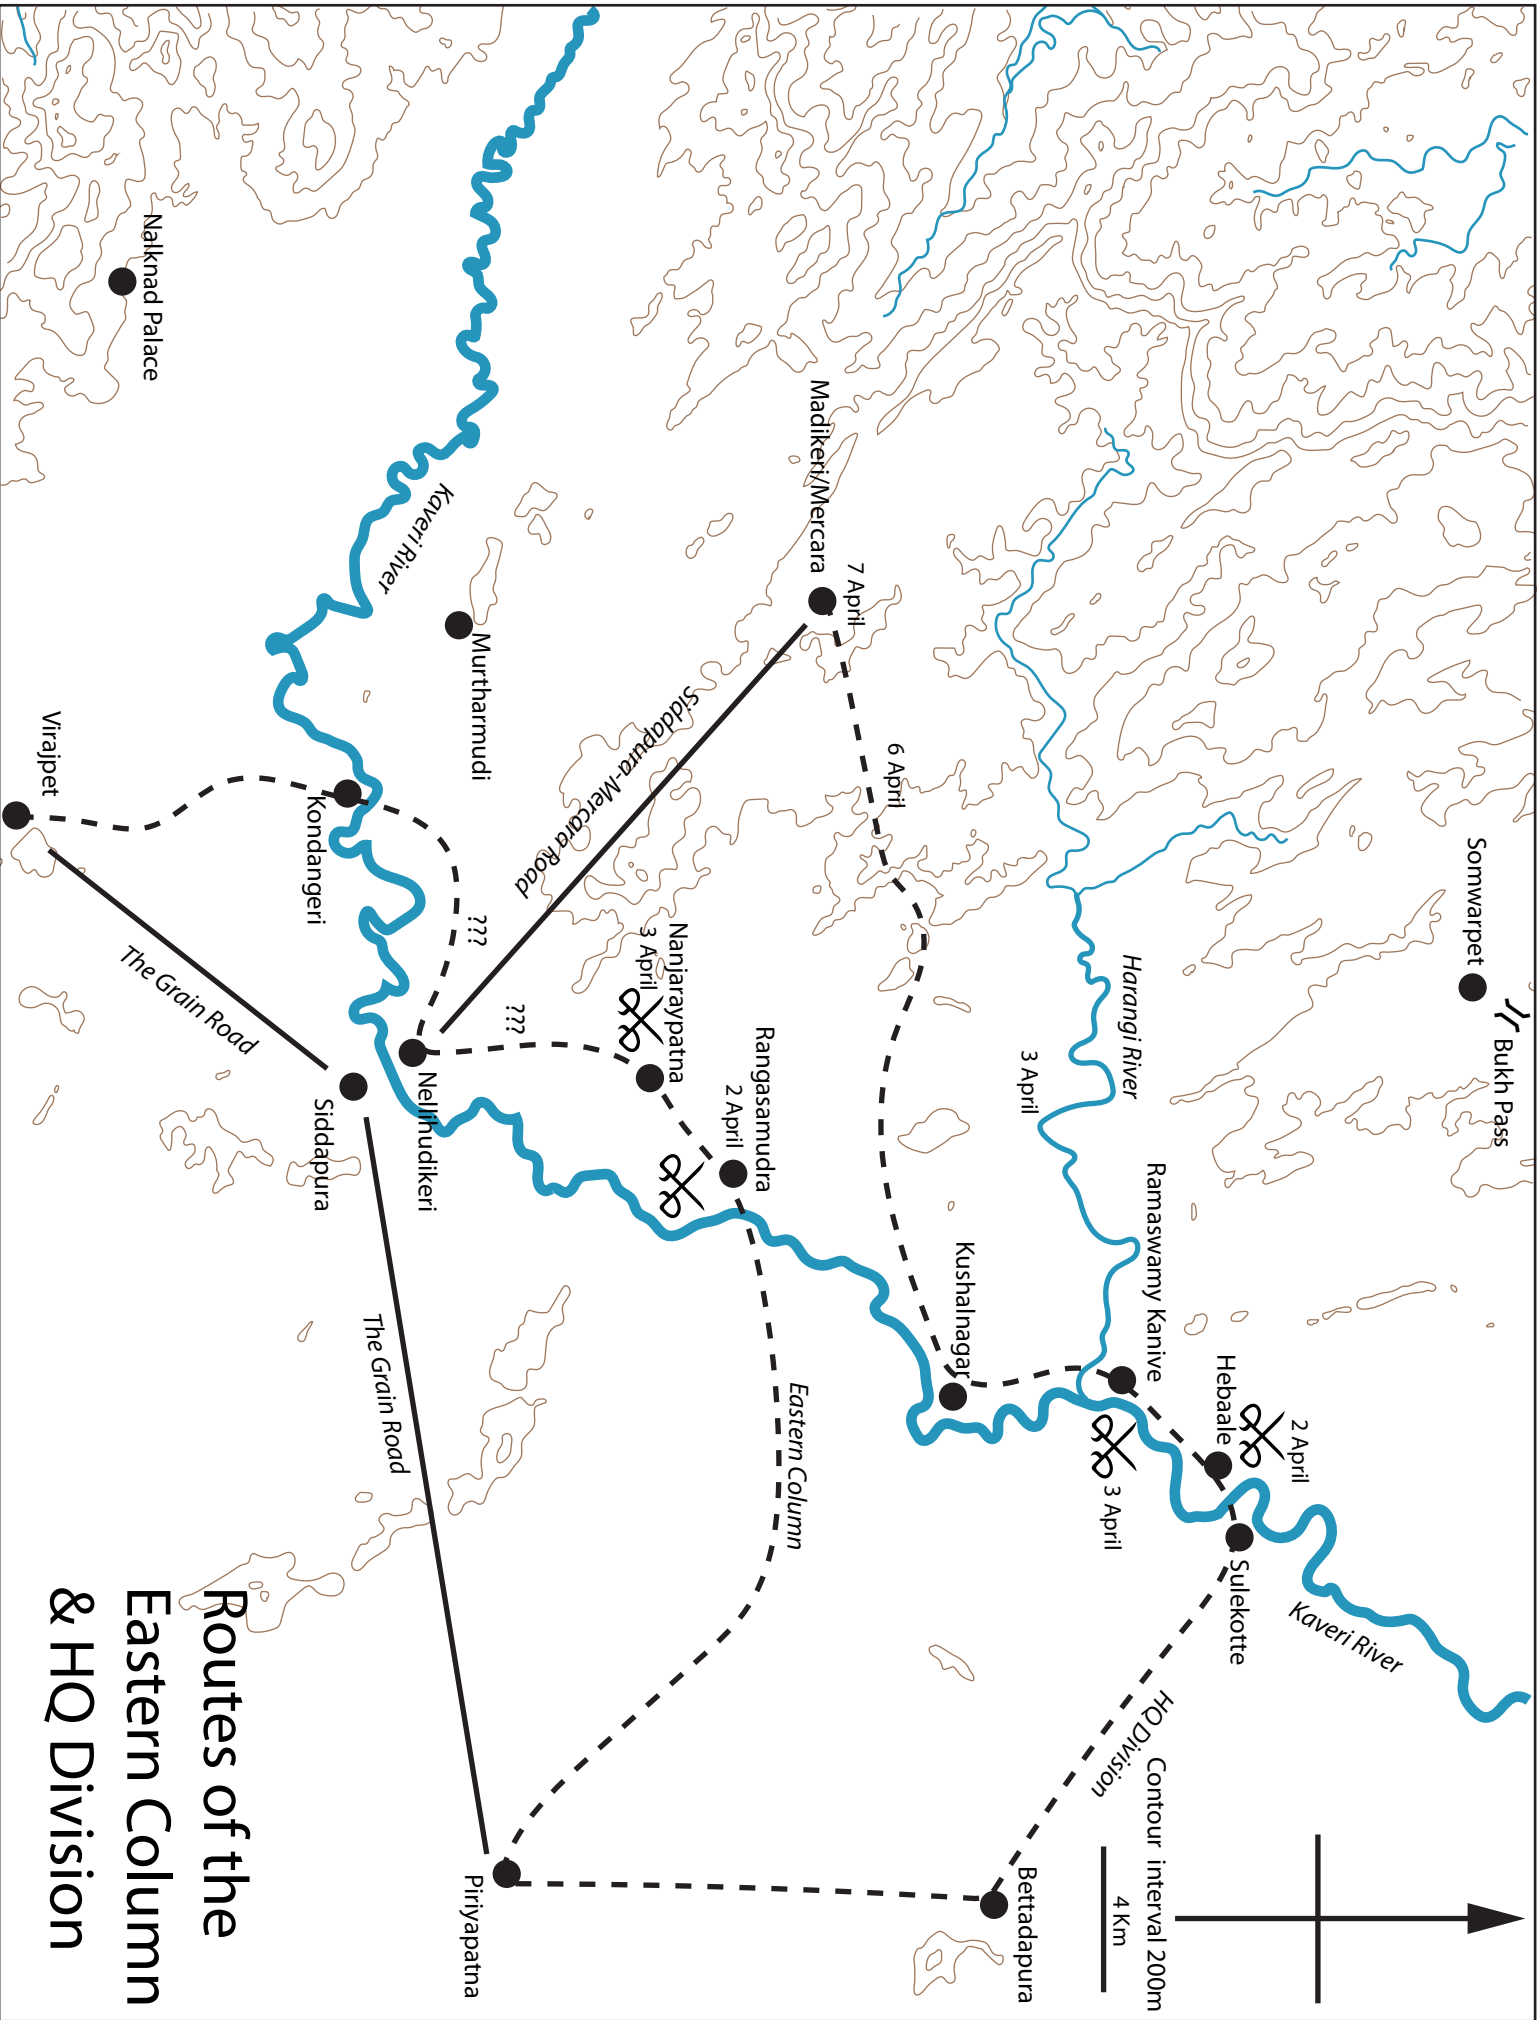 Bukh Pass
Somwarpet
Kaveri River
2 April
Hebaale
Sulekotte
Ramaswamy Kanive
3 April
Harangi River
3 April
HQ Division
Contour interval 200m
4 Km
Bettadapura
Kushalnagar
6 April
7 April
Madikeri/Mercara
Eastern Column
Rangasamudra
2 April
Nanjaraypatna
3 April
Siddapura-Mercara Road
???
???
Murtharmudi
Kaveri River
Nellihudikeri
Kondangeri
Siddapura
Piriyapatna
The Grain Road
The Grain Road
Nalknad Palace
Virajpet
Routes of the
Eastern Column
& HQ Division